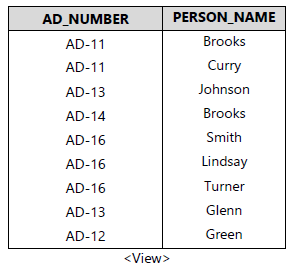 AD_NUMBER PERSON_NAME
AD-11 Brooks
AD-11 Curry
AD-13 Johnson
AD-14 Brooks
AD-16 Smith
AD-16 Lindsay
AD-16 Turner
AD-13 Glenn
AD-12 Green
<View>